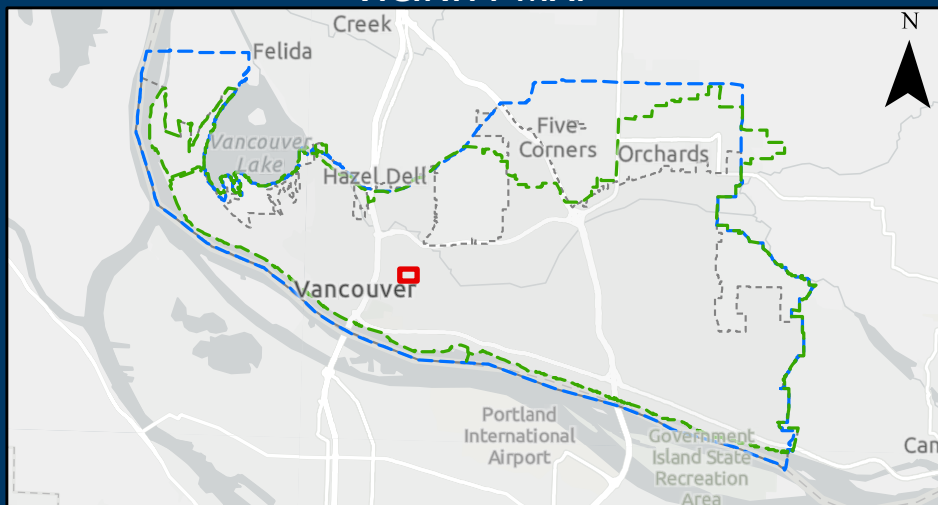 N
Creek
Felida
Vancouver
Lake
Five-
Corners
Orchards
Hazel Dell
Vancouver
Portland
International
Airport
Government
Island State
Recreation
Area